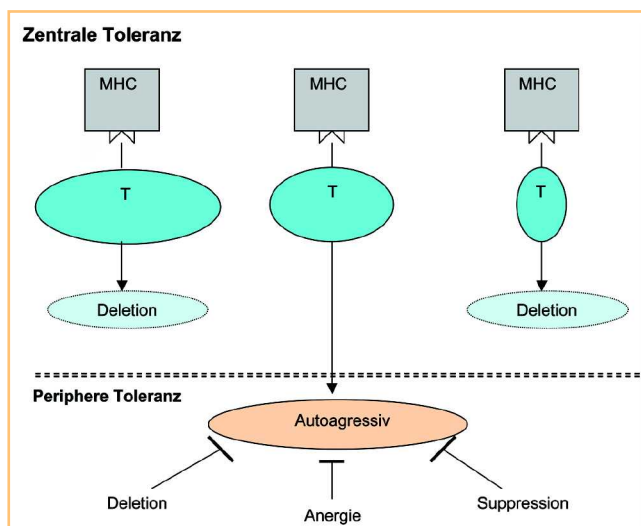 Zentrale Toleranz
MHC MHC MHC
T T T
Deletion Deletion
Periphere Toleranz
Autoagressiv
Deletion Anergie Suppression